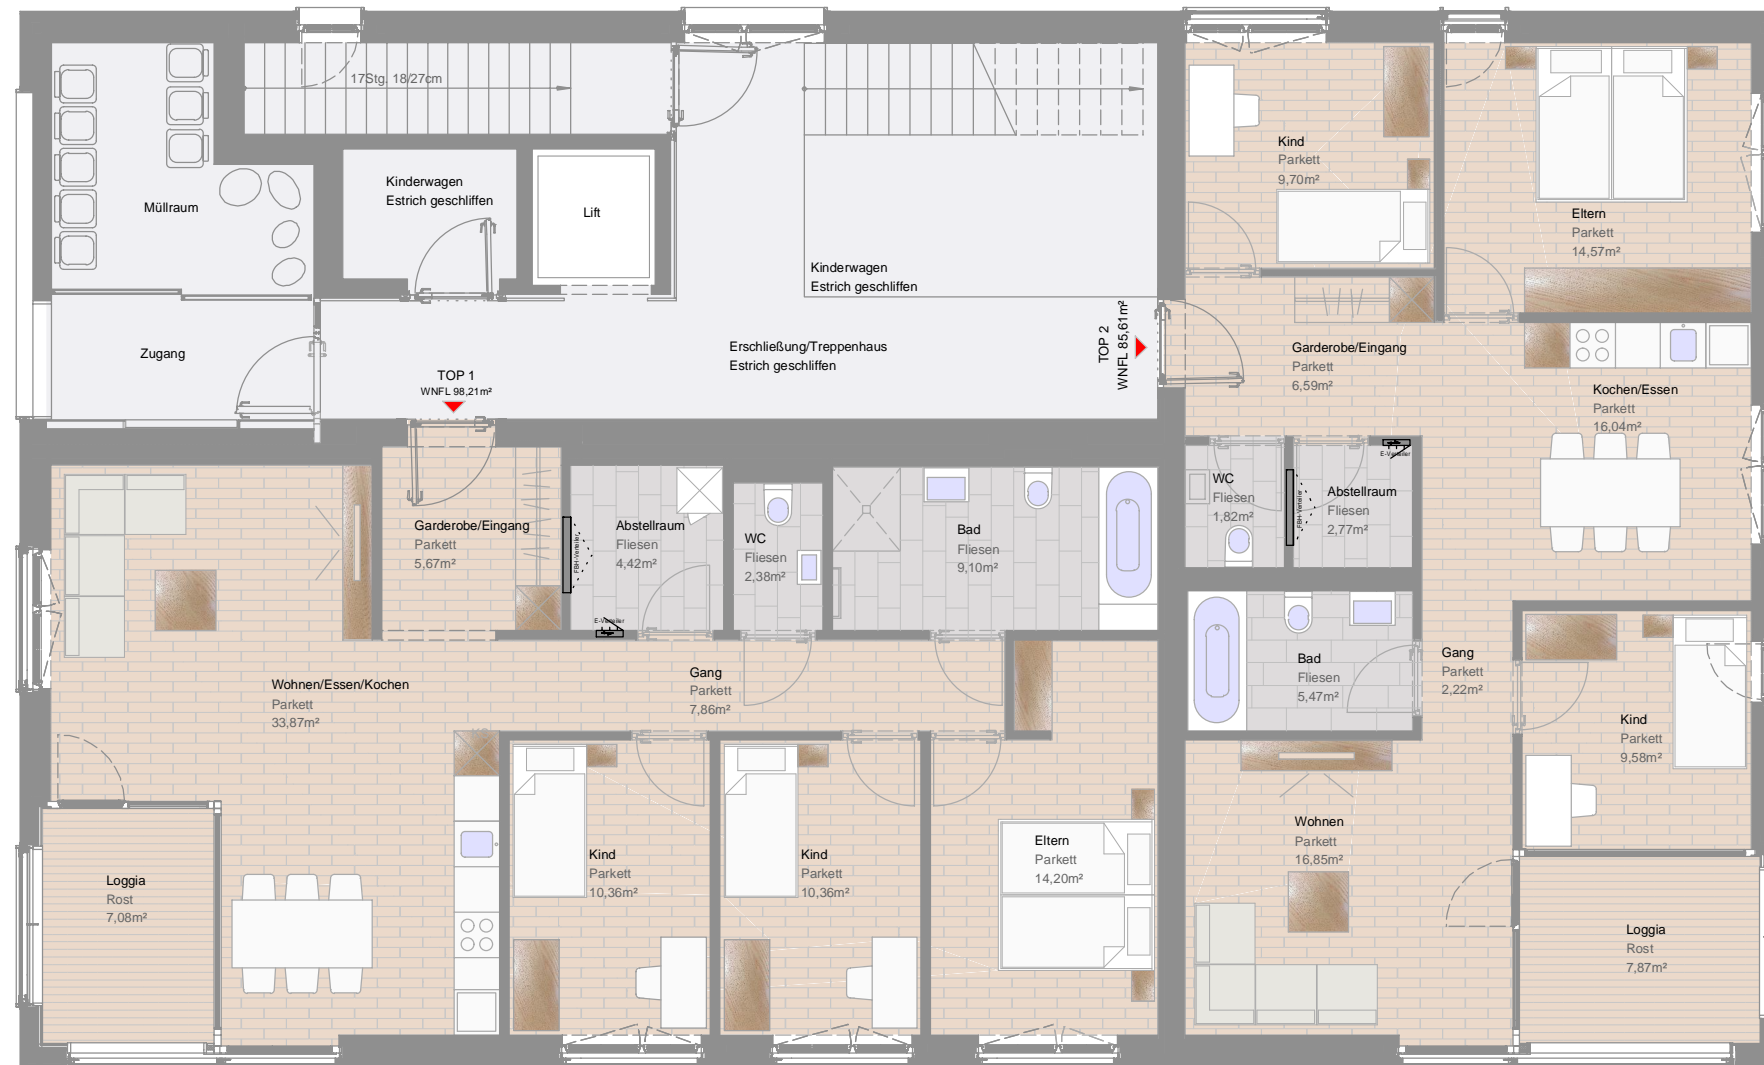 17Stg. 18/27cm
Müllraum
Kinderwagen
Estrich geschliffen
Lift
Kinderwagen
Estrich geschliffen
Zugang
TOP 1
WNFL 98,21m²
Erschließung/Treppenhaus
Estrich geschliffen
TOP 2
WNFL 85,61m²
Kind
Parkett
9,70m²
Eltern
Parkett
14,57m²
Garderobe/Eingang
Parkett
6,59m²
Kochen/Essen
Parkett
16,04m²
E-Verteiler
WC
Fliesen
1,82m²
FBH-Verteiler
Abstellraum
Fliesen
2,77m²
Garderobe/Eingang
Parkett
5,67m²
FBH-Verteiler
Abstellraum
Fliesen
4,42m²
E-Verteiler
WC
Fliesen
2,38m²
Bad
Fliesen
9,10m²
Wohnen/Essen/Kochen
Parkett
33,87m²
Gang
Parkett
7,86m²
Bad
Fliesen
5,47m²
Gang
Parkett
2,22m²
Kind
Parkett
9,58m²
Loggia
Rost
7,08m²
Kind
Parkett
10,36m²
Kind
Parkett
10,36m²
Eltern
Parkett
14,20m²
Wohnen
Parkett
16,85m²
Loggia
Rost
7,87m²